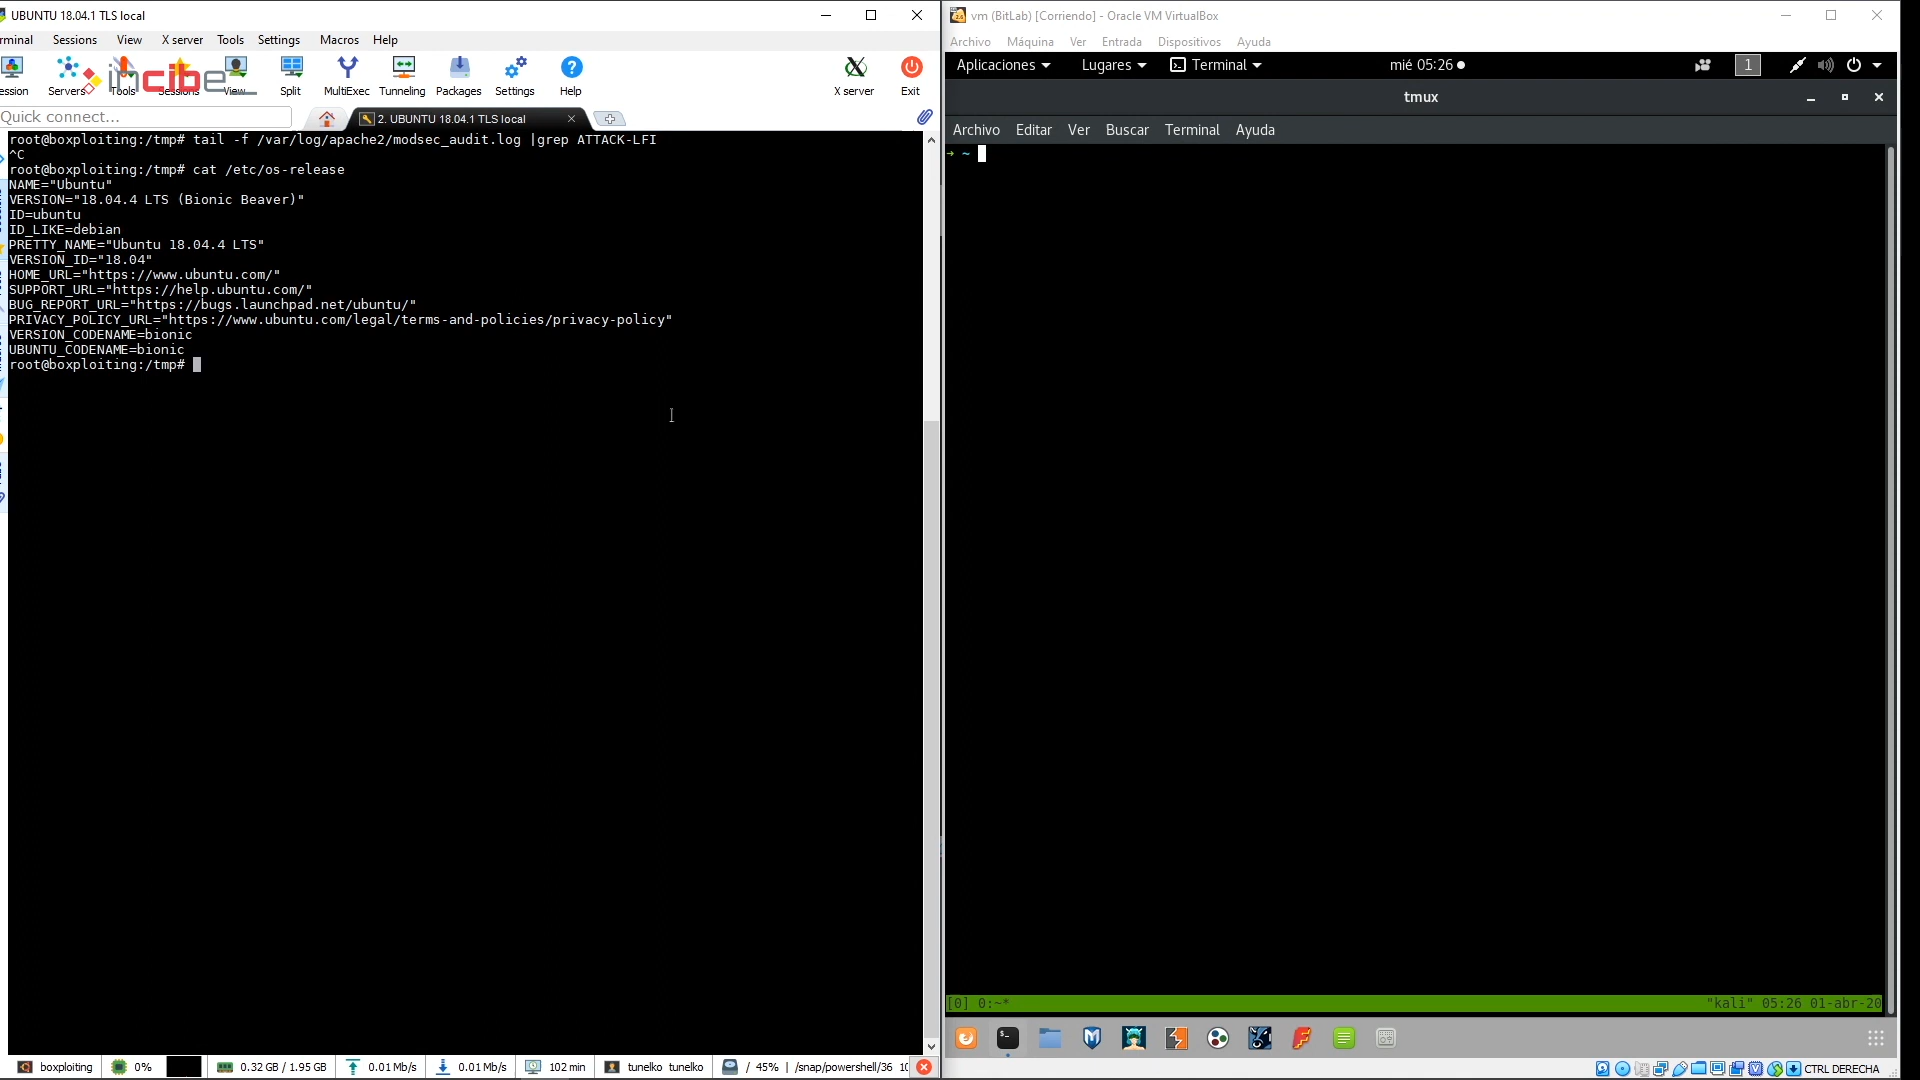 UBUNTU 18.04.1 TLS local
rminal Sessions View X server Tools Settings Macros Help
ession Servers Tools Sessions View Split MultiExec Tunneling Packages Settings Help X server Exit
incibe_
Quick connect...
2. UBUNTU 18.04.1 TLS local
root@boxploiting:/tmp# tail -f /var/log/apache2/modsec_audit.log |grep ATTACK-LFI
^C
root@boxploiting:/tmp# cat /etc/os-release
NAME="Ubuntu"
VERSION="18.04.4 LTS (Bionic Beaver)"
ID=ubuntu
ID_LIKE=debian
PRETTY_NAME="Ubuntu 18.04.4 LTS"
VERSION_ID="18.04"
HOME_URL="https://www.ubuntu.com/"
SUPPORT_URL="https://help.ubuntu.com/"
BUG_REPORT_URL="https://bugs.launchpad.net/ubuntu/"
PRIVACY_POLICY_URL="https://www.ubuntu.com/legal/terms-and-policies/privacy-policy"
VERSION_CODENAME=bionic
UBUNTU_CODENAME=bionic
root@boxploiting:/tmp#
boxploiting 0% 0.32 GB / 1.95 GB 0.01 Mb/s 0.01 Mb/s 102 min tunelko tunelko / 45% | /snap/powershell/36 10
vm (BitLab) [Corriendo] - Oracle VM VirtualBox
Archivo Máquina Ver Entrada Dispositivos Ayuda
Aplicaciones Lugares Terminal mié 05:26 1
tmux
Archivo Editar Ver Buscar Terminal Ayuda
→ ~
[0] 0:~* "kali" 05:26 01-abr-20
CTRL DERECHA